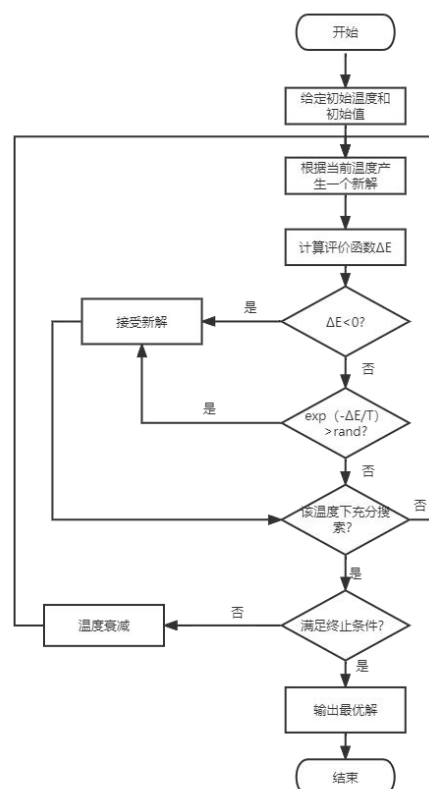 开始
给定初始温度和
初始值
根据当前温度产
生一个新解
计算评价函数ΔE
接受新解
是
ΔE<0?
否
是
exp（-ΔE/T）
>rand?
否
该温度下充分搜
索?
否
是
温度衰减
否
满足终止条件?
是
输出最优解
结束